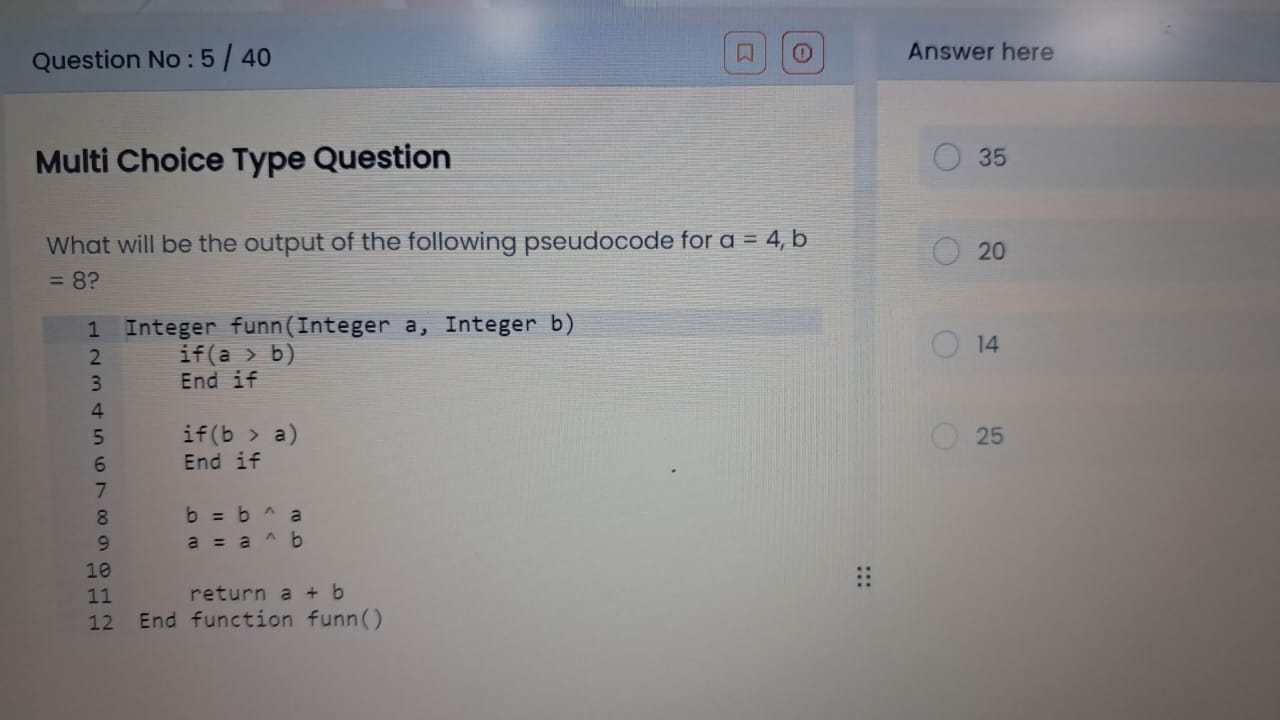 Question No : 5 / 40
Answer here
Multi Choice Type Question
What will be the output of the following pseudocode for a = 4, b
= 8?
1 Integer funn(Integer a, Integer b)
2 if(a > b)
3 End if
4
5 if(b > a)
6 End if
7
8 b = b ^ a
9 a = a ^ b
10
11 return a + b
12 End function funn()
35
20
14
25